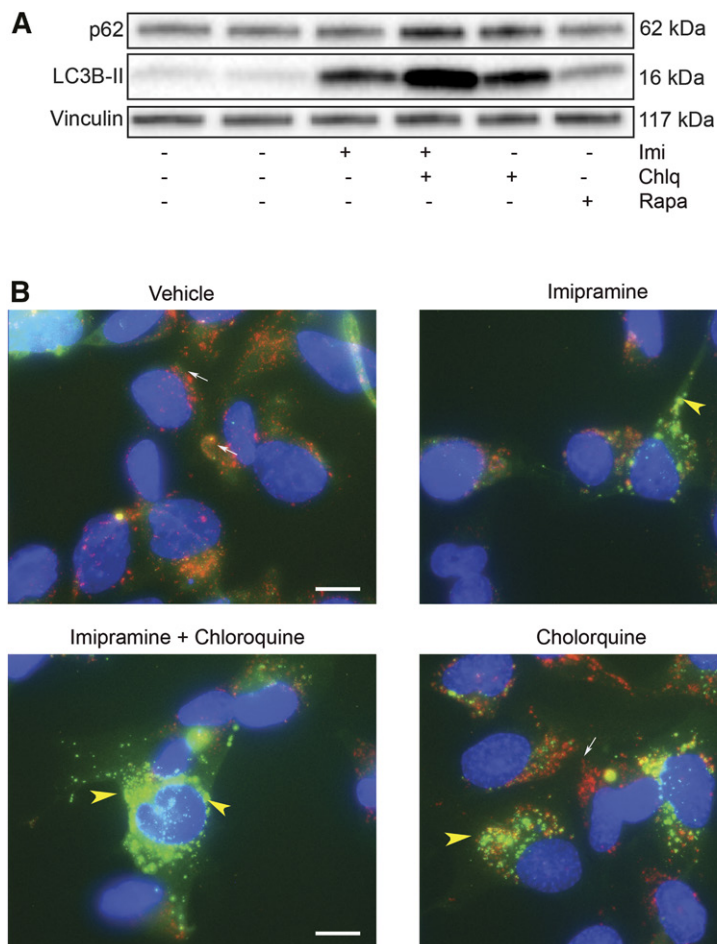 A
p62 62 kDa
LC3B-II 16 kDa
Vinculin 117 kDa
- - + + - - Imi
- - - + + - Chlq
- - - - - + Rapa
B
Vehicle Imipramine
Imipramine + Chloroquine Cholorquine